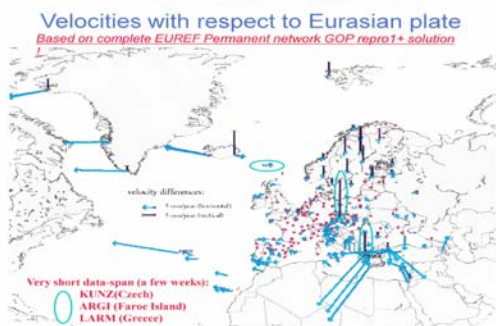 Velocities with respect to Eurasian plate
Based on complete EUREF Permanent network GOP repro1+ solution
!
velocity differences:
Very short data-span (a few weeks):
KUNZ(Czech)
ARGI (Faroe Island)
LARM (Greece)